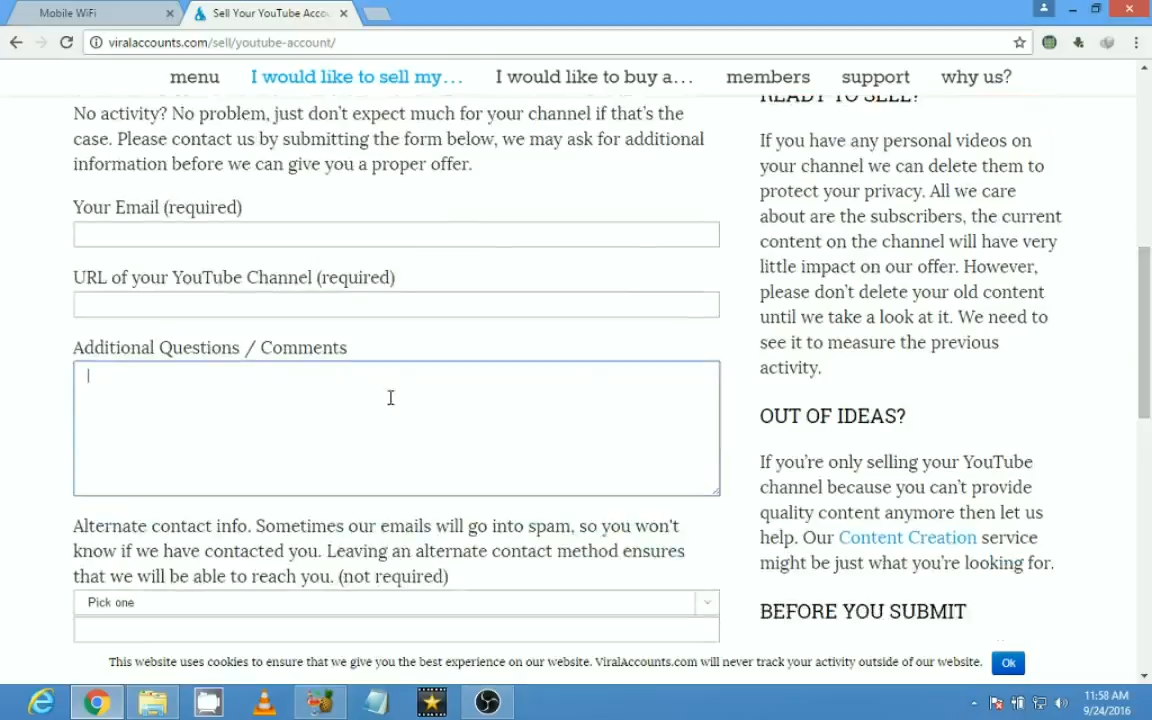 Mobile WiFi
Sell Your YouTube Acco
viralaccounts.com/sell/youtube-account/
menu
I would like to sell my...
I would like to buy a...
members
support
why us?
No activity? No problem, just don't expect much for your channel if that's the
case. Please contact us by submitting the form below, we may ask for additional
information before we can give you a proper offer.
Your Email (required)
URL of your YouTube Channel (required)
Additional Questions / Comments
Alternate contact info. Sometimes our emails will go into spam, so you won't
know if we have contacted you. Leaving an alternate contact method ensures
that we will be able to reach you. (not required)
Pick one
READY TO SELL?
If you have any personal videos on
your channel we can delete them to
protect your privacy. All we care
about are the subscribers, the current
content on the channel will have very
little impact on our offer. However,
please don't delete your old content
until we take a look at it. We need to
see it to measure the previous
activity.
OUT OF IDEAS?
If you're only selling your YouTube
channel because you can't provide
quality content anymore then let us
help. Our Content Creation service
might be just what you're looking for.
BEFORE YOU SUBMIT
This website uses cookies to ensure that we give you the best experience on our website. ViralAccounts.com will never track your activity outside of our website.
Ok
11:58 AM
9/24/2016